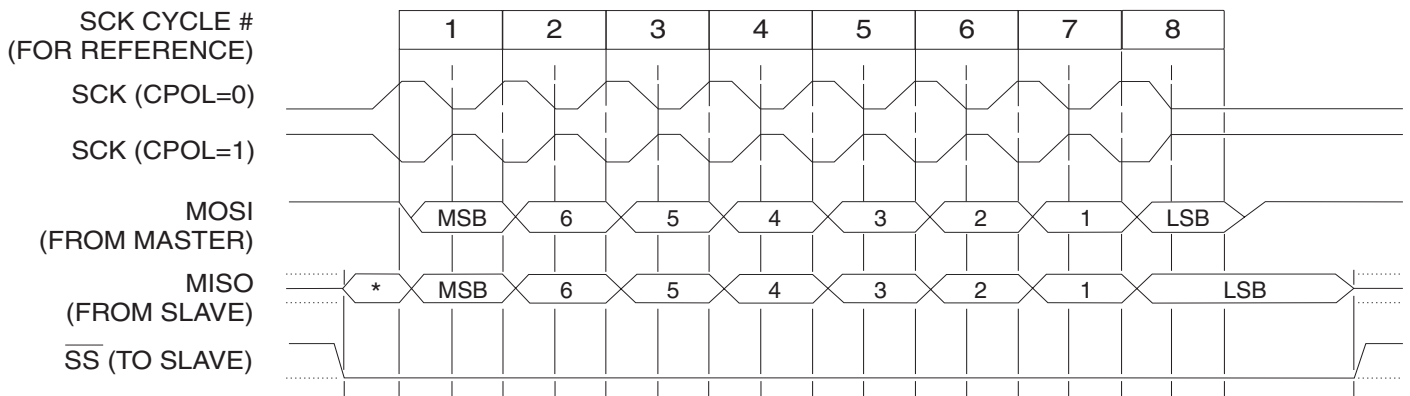 SCK CYCLE # 1 2 3 4 5 6 7 8
(FOR REFERENCE)
SCK (CPOL=0)
SCK (CPOL=1)
MOSI MSB 6 5 4 3 2 1 LSB
(FROM MASTER)
MISO * MSB 6 5 4 3 2 1 LSB
(FROM SLAVE)
SS (TO SLAVE)